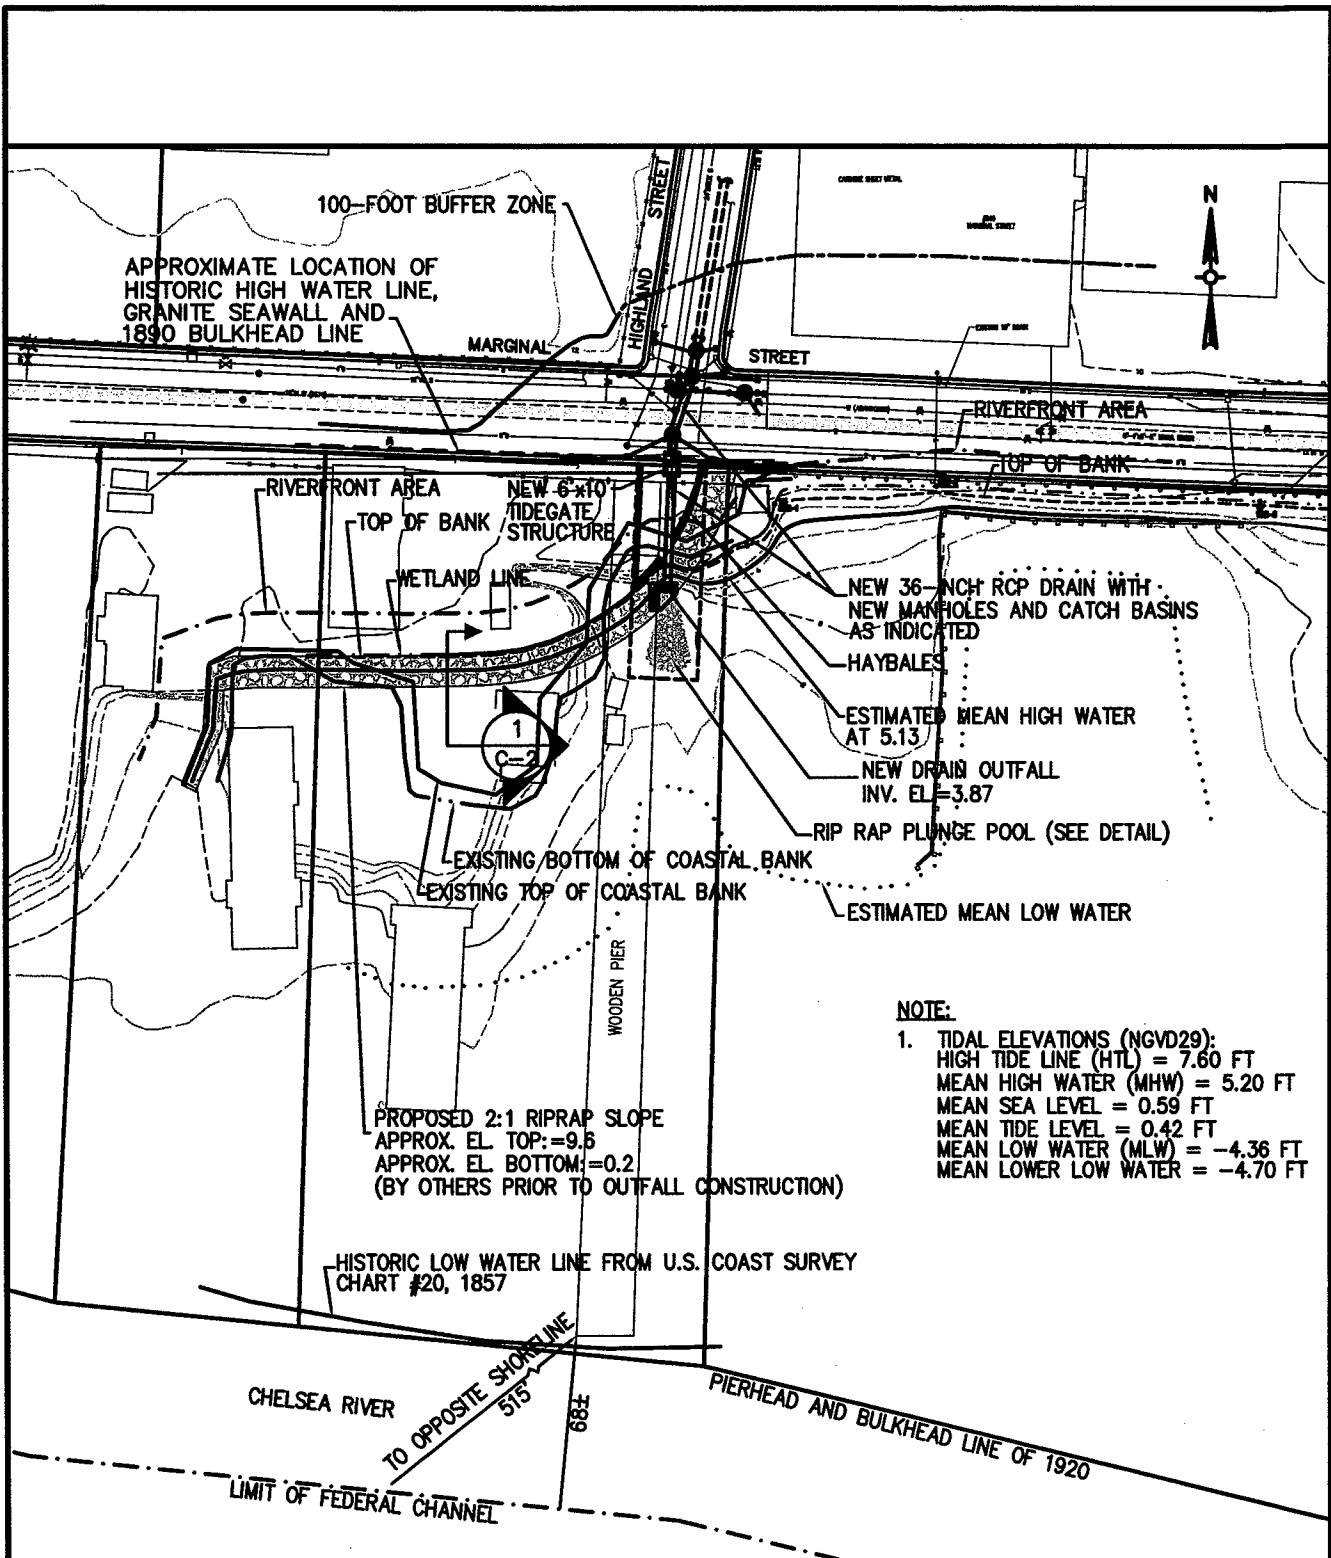 100-FOOT BUFFER ZONE
STREET
HIGHLAND
N
APPROXIMATE LOCATION OF
HISTORIC HIGH WATER LINE,
GRANITE SEAWALL AND
1890 BULKHEAD LINE
MARGINAL
STREET
RIVERFRONT AREA
TOP OF BANK
RIVERFRONT AREA
TOP OF BANK
WETLAND LINE
NEW 6'x10'
TIDEGATE
STRUCTURE
NEW 36-INCH RCP DRAIN WITH
NEW MANHOLES AND CATCH BASINS
AS INDICATED
HAYBALES
ESTIMATED MEAN HIGH WATER
AT 5.13
1
C-2
NEW DRAIN OUTFALL
INV. EL=3.87
RIP RAP PLUNGE POOL (SEE DETAIL)
EXISTING BOTTOM OF COASTAL BANK
EXISTING TOP OF COASTAL BANK
ESTIMATED MEAN LOW WATER
WOODEN PIER
NOTE:
1. TIDAL ELEVATIONS (NGVD29):
HIGH TIDE LINE (HTL) = 7.60 FT
MEAN HIGH WATER (MHW) = 5.20 FT
MEAN SEA LEVEL = 0.59 FT
MEAN TIDE LEVEL = 0.42 FT
MEAN LOW WATER (MLW) = -4.36 FT
MEAN LOWER LOW WATER = -4.70 FT
PROPOSED 2:1 RIPRAP SLOPE
APPROX. EL. TOP:=9.6
APPROX. EL. BOTTOM:=0.2
(BY OTHERS PRIOR TO OUTFALL CONSTRUCTION)
HISTORIC LOW WATER LINE FROM U.S. COAST SURVEY
CHART #20, 1857
CHELSEA RIVER
TO OPPOSITE SHORELINE
515'
68±
PIERHEAD AND BULKHEAD LINE OF 1920
LIMIT OF FEDERAL CHANNEL